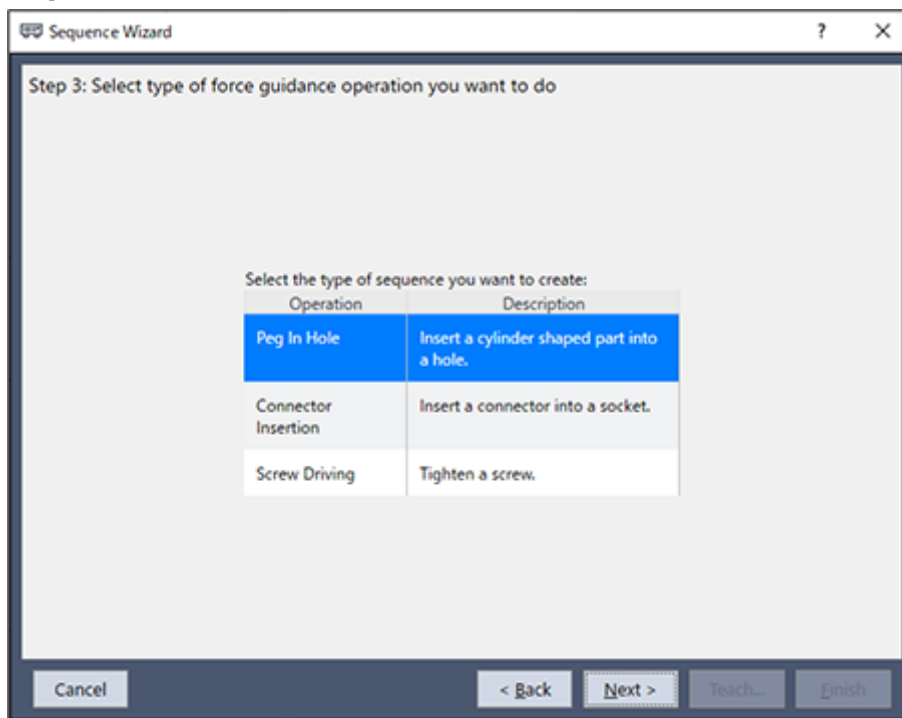 Sequence Wizard
?
Step 3: Select type of force guidance operation you want to do
Select the type of sequence you want to create:
Operation Description
Peg In Hole Insert a cylinder shaped part into
a hole.
Connector Insert a connector into a socket.
Insertion
Screw Driving Tighten a screw.
Cancel < Back Next > Teach... Finish